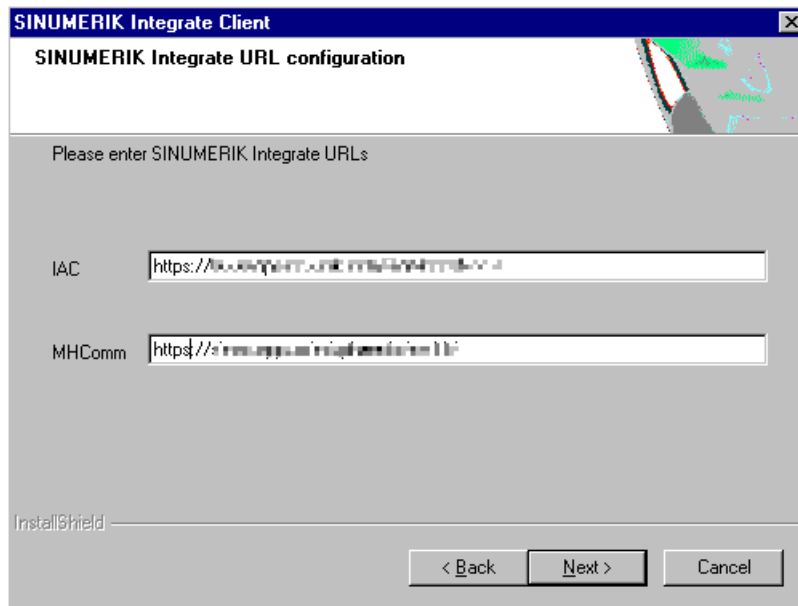 SINUMERIK Integrate Client
SINUMERIK Integrate URL configuration
Please enter SINUMERIK Integrate URLs
IAC
https://
MHComm
https://
InstallShield
< Back
Next >
Cancel